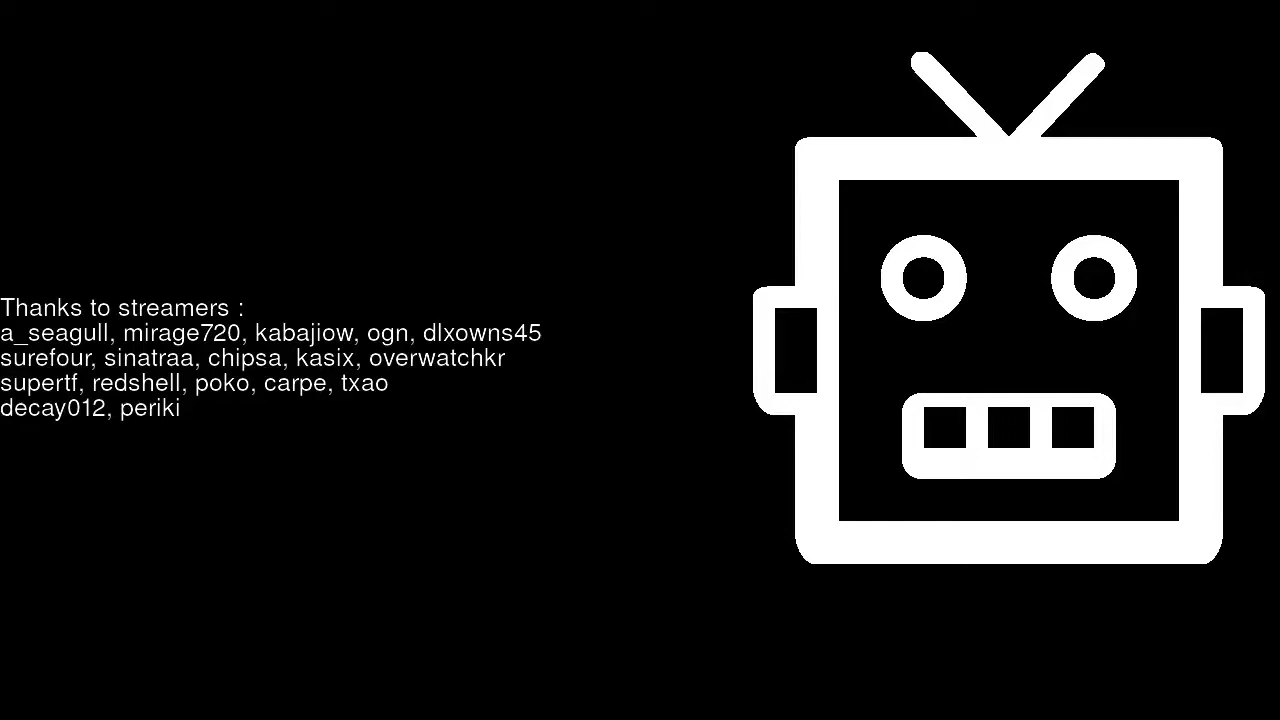 Thanks to streamers :
a_seagull, mirage720, kabajiow, ogn, dlxowns45
surefour, sinatraa, chipsa, kasix, overwatchkr
supertf, redshell, poko, carpe, txao
decay012, periki